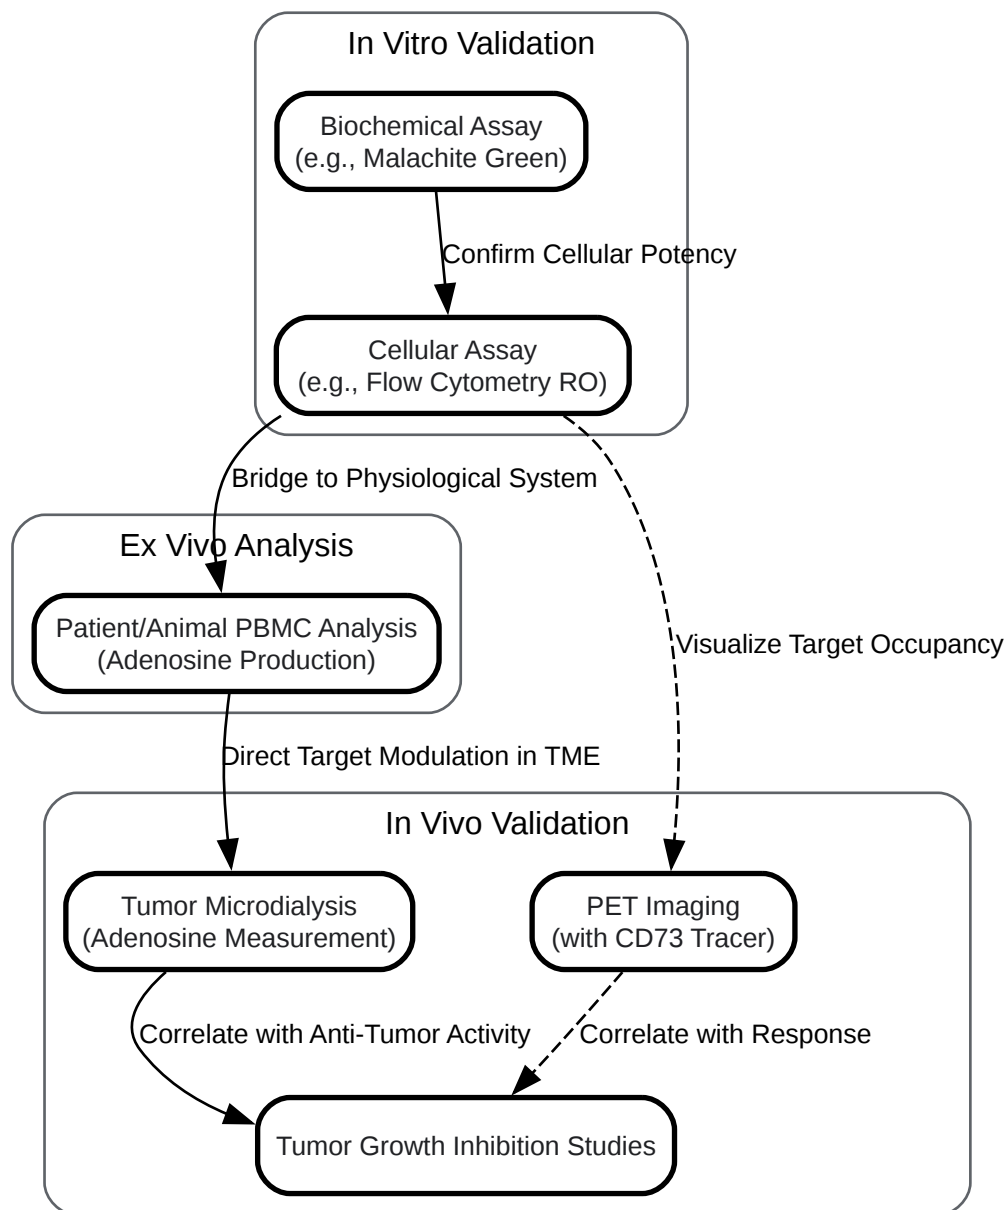 In Vitro Validation
Biochemical Assay
(e.g., Malachite Green)
Confirm Cellular Potency
Cellular Assay
(e.g., Flow Cytometry RO)
Bridge to Physiological System
Ex Vivo Analysis
Patient/Animal PBMC Analysis
(Adenosine Production)
Visualize Target Occupancy
Direct Target Modulation in TME
In Vivo Validation
Tumor Microdialysis
(Adenosine Measurement)
PET Imaging
(with CD73 Tracer)
Correlate with Anti-Tumor Activity
Correlate with Response
Tumor Growth Inhibition Studies